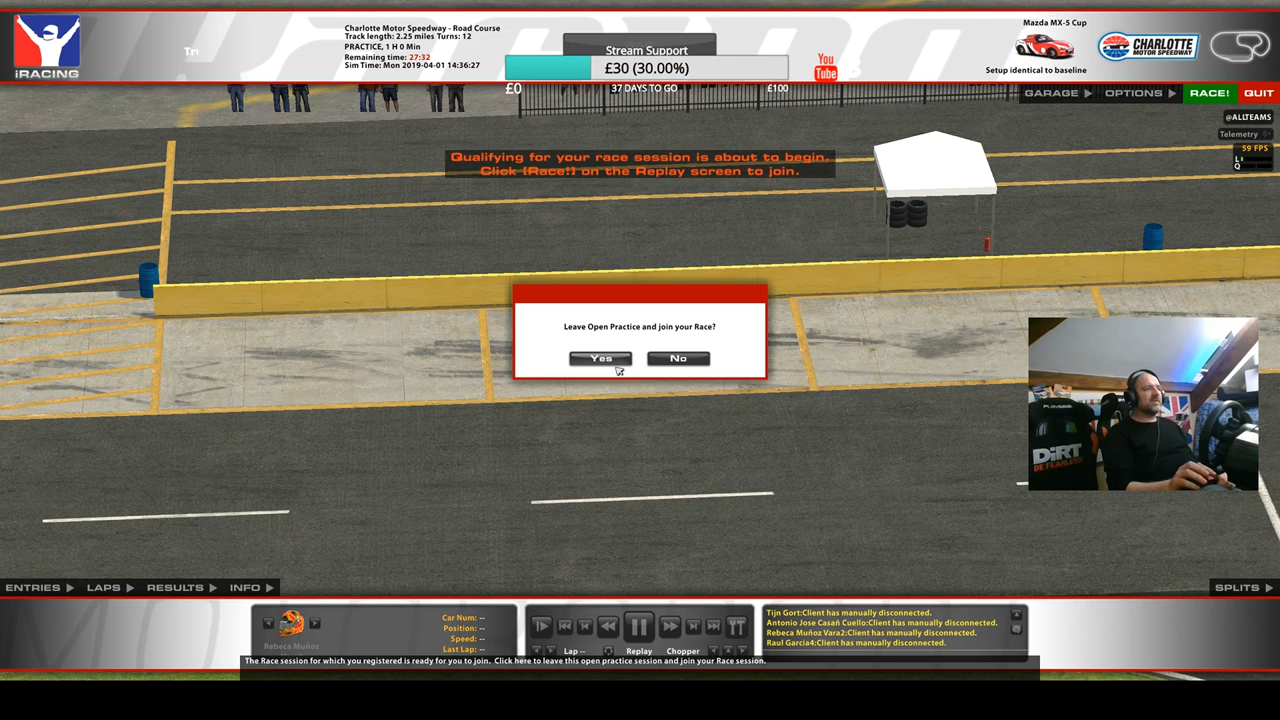 iRACING
Tr
Charlotte Motor Speedway - Road Course
Track length: 2.25 miles Turns: 12
PRACTICE, 1 H 0 Min
Remaining time: 27:32
Sim Time: Mon 2019-04-01 14:36:27
Stream Support
£30 (30.00%)
£0
37 DAYS TO GO
£100
You
Tube
Mazda MX-5 Cup
CHARLOTTE
MOTOR SPEEDWAY
Setup identical to baseline
GARAGE
OPTIONS
RACE!
QUIT
@ALLTEAMS
Telemetry
59 FPS
L
Q
Qualifying for your race session is about to begin.
Click [Race!] on the Replay screen to join.
Leave Open Practice and join your Race?
Yes
No
DiRT
BE FEARLESS
ENTRIES
LAPS
RESULTS
INFO
SPLITS
Rebeca Muñoz
Car Num: --
Position: --
Speed: --
Last Lap: --
Lap --
Replay
Chopper
Tijn Gort:Client has manually disconnected.
Antonio Jose Casañ Cuello:Client has manually disconnected.
Rebeca Muñoz Vara2:Client has manually disconnected.
Raul Garcia4:Client has manually disconnected.
The Race session for which you registered is ready for you to join. Click here to leave this open practice session and join your Race session.